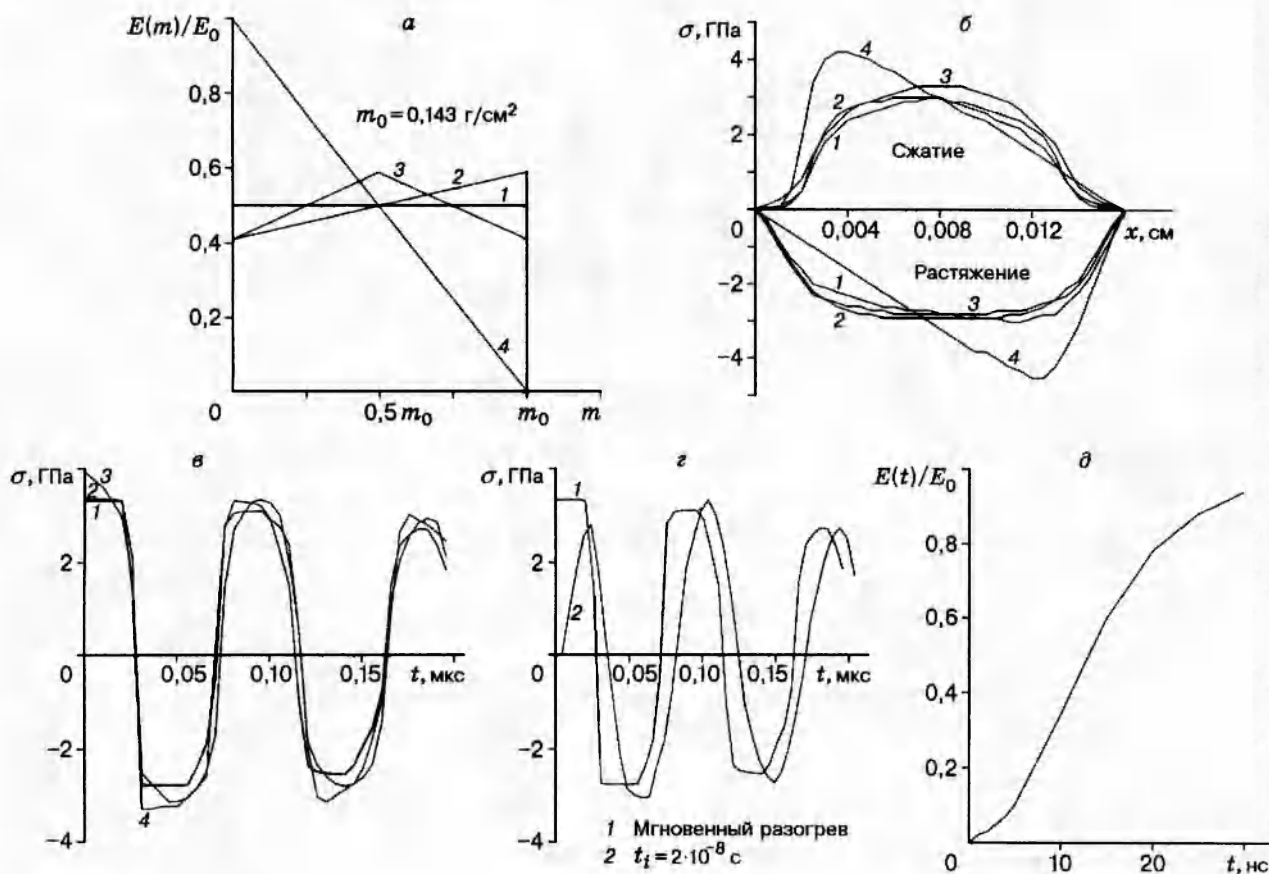 а
E(m)/E₀
0,8
0,6
0,4
0,2
0
0,5m₀
m₀
m
m₀=0,143 г/см²
3
2
1
4
б
σ, ГПа
4
2
0
−2
−4
4
3
2
1
Сжатие
0,004
0,008
0,012
x, см
Растяжение
1
2
3
4
в
σ, ГПа
3
2
1
2
0
−2
−4
0,05
0,10
0,15
t, мкс
4
г
σ, ГПа
1
2
2
0
−2
−4
0,05
0,10
0,15
t, мкс
1 Мгновенный разогрев
2 tᵢ=2·10⁻⁸ с
д
E(t)/E₀
0,8
0,6
0,4
0,2
0
10
20
t, нс